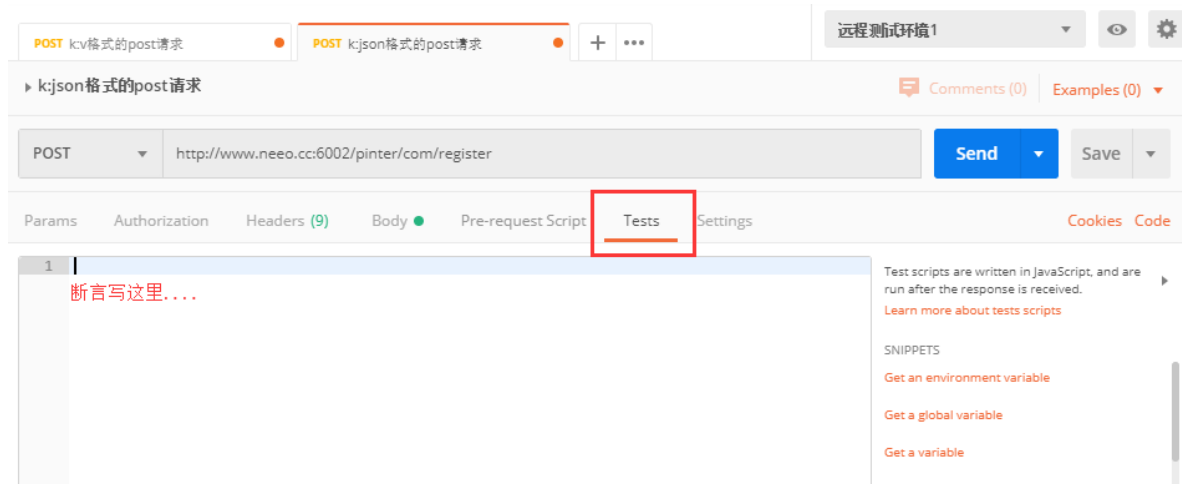 POST k:v格式的post请求
POST k:json格式的post请求
远程测试环境1
k:json格式的post请求
Comments (0)
Examples (0)
POST
http://www.neeo.cc:6002/pinter/com/register
Send
Save
Params
Authorization
Headers (9)
Body
Pre-request Script
Tests
Settings
Cookies
Code
1
断言写这里....
Test scripts are written in JavaScript, and are
run after the response is received.
Learn more about tests scripts
SNIPPETS
Get an environment variable
Get a global variable
Get a variable